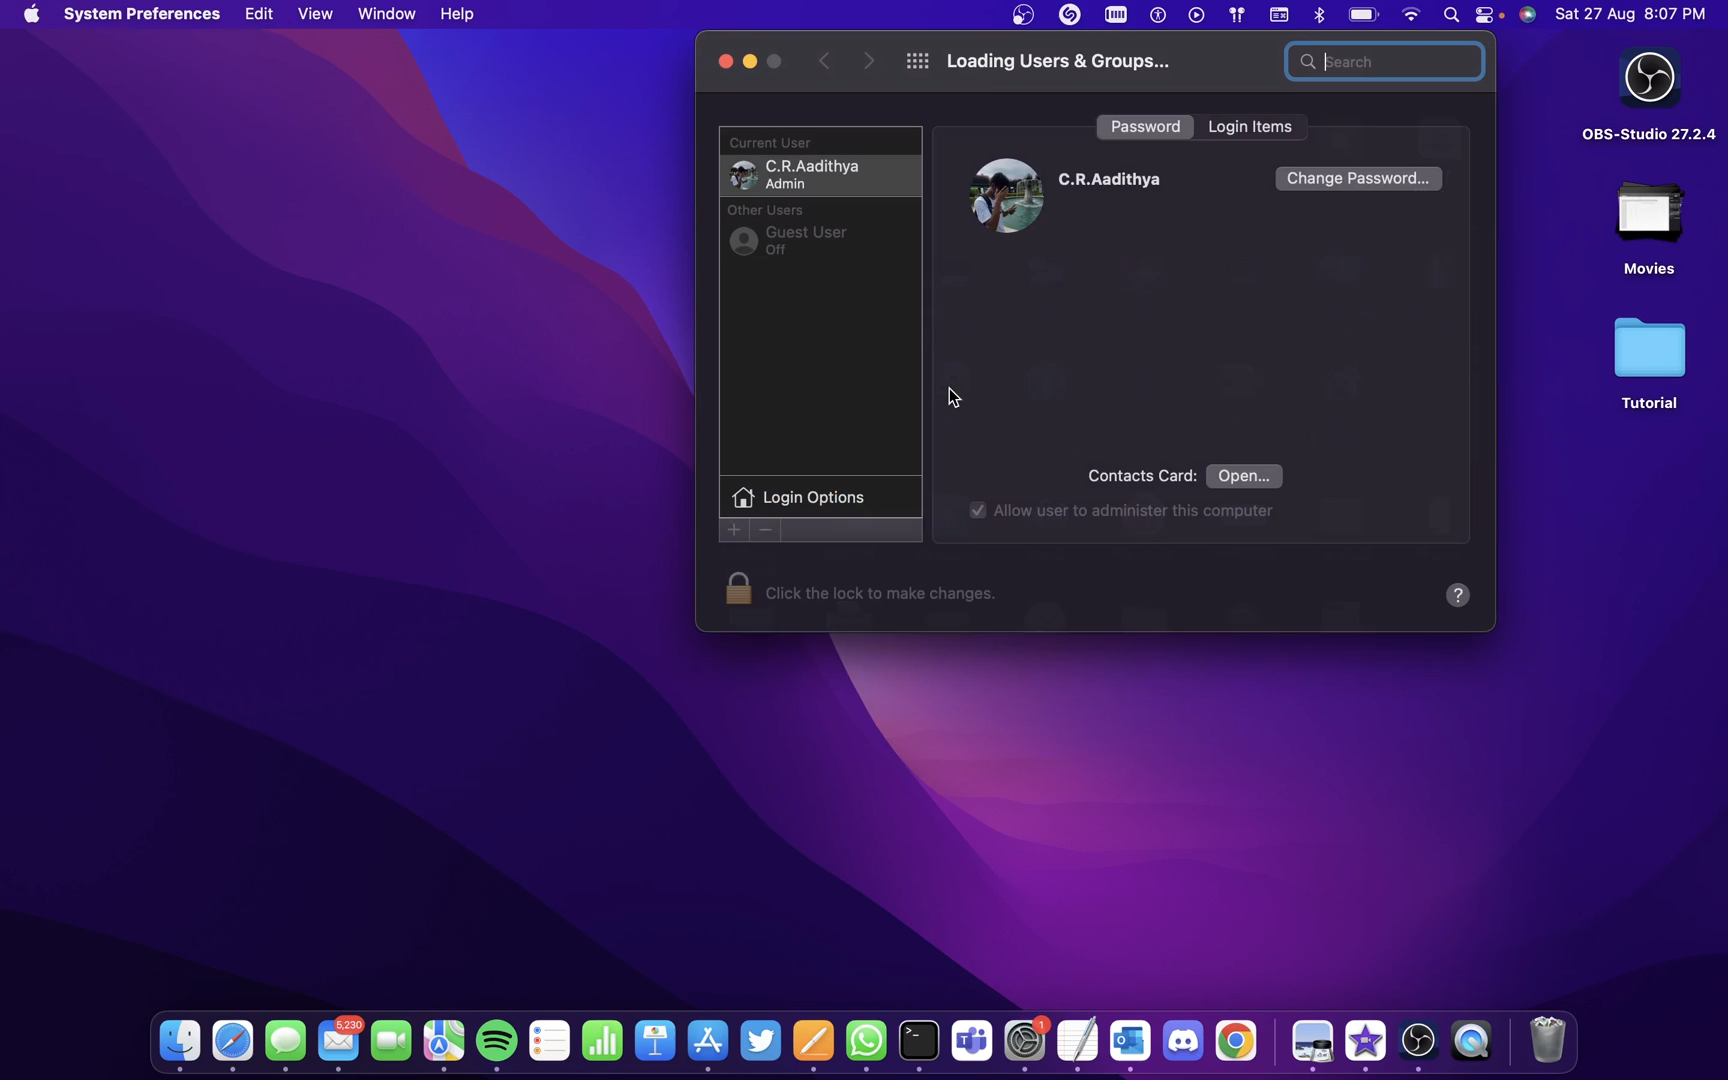 System Preferences Edit View Window Help Sat 27 Aug 8:07 PM
Loading Users & Groups...
Search
Password Login Items
Current User
C.R.Aadithya
Admin
Other Users
Guest User
Off
Login Options
C.R.Aadithya
Change Password...
Contacts Card: Open...
Allow user to administer this computer
Click the lock to make changes.
?
OBS-Studio 27.2.4
Movies
Tutorial
5,230
1